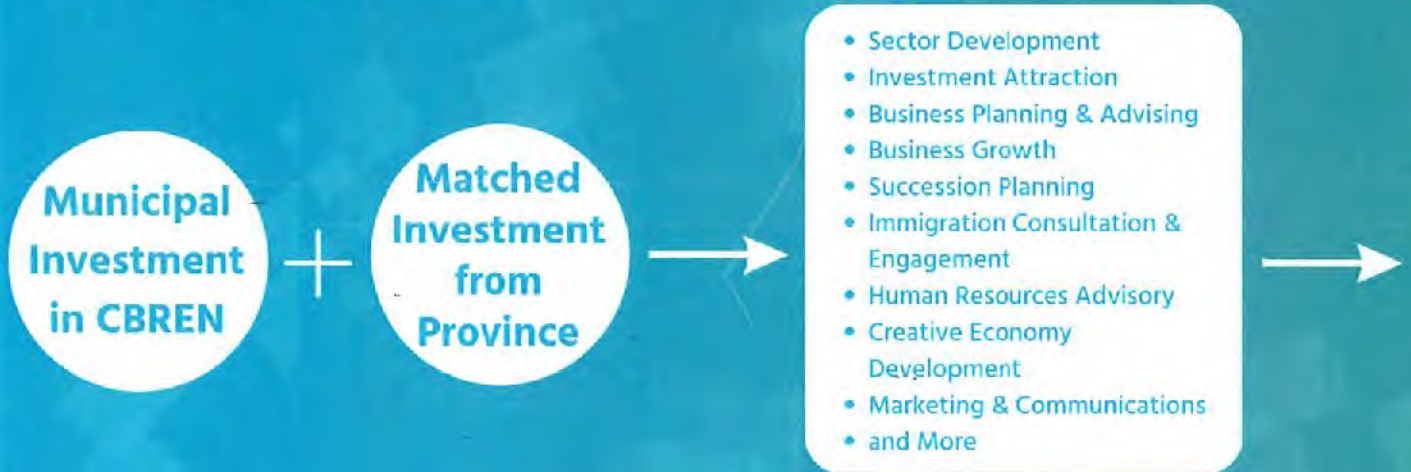 Municipal
Investment
in CBREN
+
Matched
Investment
from
Province
• Sector Development
• Investment Attraction
• Business Planning & Advising
• Business Growth
• Succession Planning
• Immigration Consultation &
Engagement
• Human Resources Advisory
• Creative Economy
Development
• Marketing & Communications
• and More